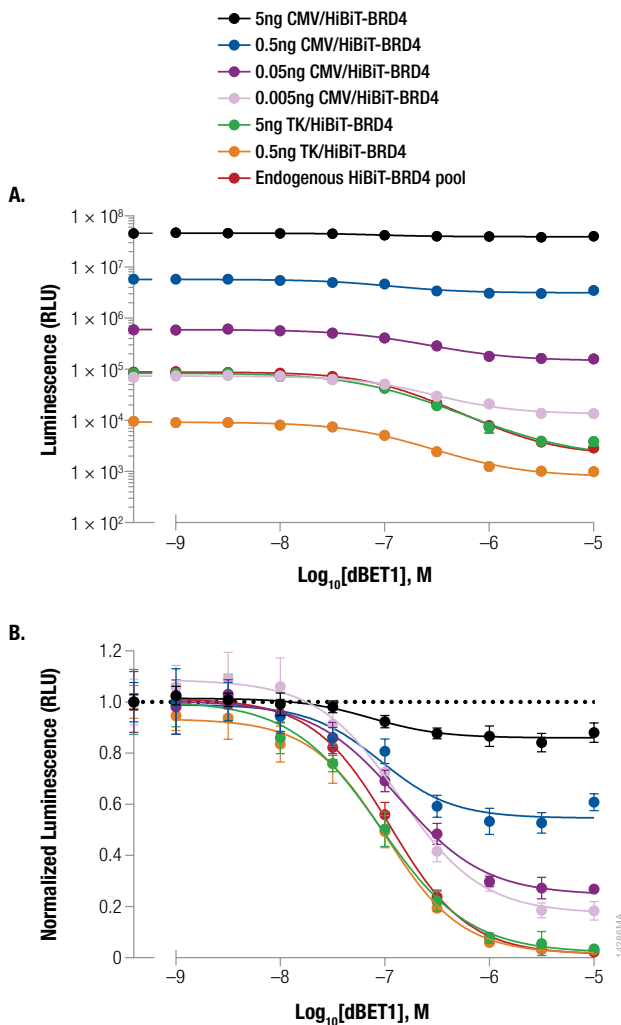 5ng CMV/HiBiT-BRD4
0.5ng CMV/HiBiT-BRD4
0.05ng CMV/HiBiT-BRD4
0.005ng CMV/HiBiT-BRD4
5ng TK/HiBiT-BRD4
0.5ng TK/HiBiT-BRD4
Endogenous HiBiT-BRD4 pool
A.
Luminescence (RLU)
1 × 10⁸
1 × 10⁷
1 × 10⁶
1 × 10⁵
1 × 10⁴
1 × 10³
1 × 10²
–9 –8 –7 –6 –5
Log₁₀[dBET1], M
B.
Normalized Luminescence (RLU)
1.2
1.0
0.8
0.6
0.4
0.2
0
–9 –8 –7 –6 –5
Log₁₀[dBET1], M
14286MA